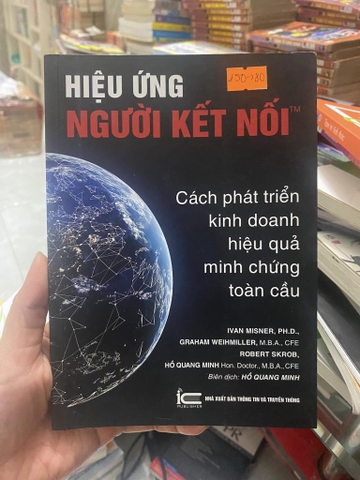 HIỆU ỨNG
NGƯỜI KẾT NỐI™
Cách phát triển
kinh doanh
hiệu quả
minh chứng
toàn cầu
IVAN MISNER, PH.D.,
GRAHAM WEIHMILLER, M.B.A., CFE
ROBERT SKROB,
HỒ QUANG MINH Hon. Doctor., M.B.A., CFE
Biên dịch: HỒ QUANG MINH
ic
PUBLISHER
NHÀ XUẤT BẢN THÔNG TIN VÀ TRUYỀN THÔNG